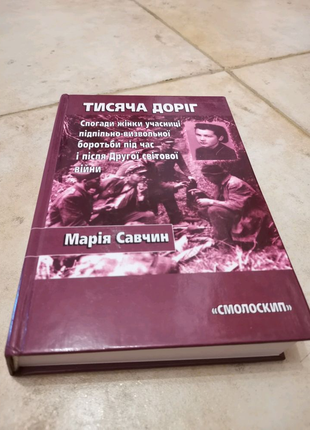 ТИСЯЧА ДОРІГ
Спогади жінки учасниці
підпільно-визвольної
боротьби під час
і після Другої світової
війни
Марія Савчин
«СМОЛОСКИП»